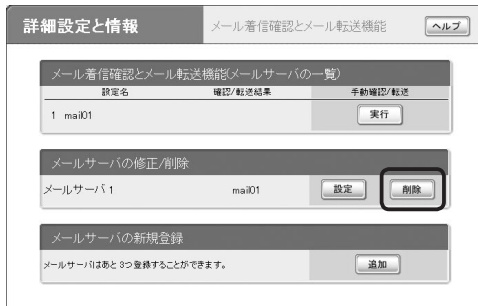 詳細設定と情報 メール着信確認とメール転送機能 ヘルプ
メール着信確認とメール転送機能(メールサーバの一覧)
設定名 確認/転送結果 手動確認/転送
1 mail01 実行
メールサーバの修正/削除
メールサーバ 1 mail01 設定 削除
メールサーバの新規登録
メールサーバはあと 3つ登録することができます。 追加